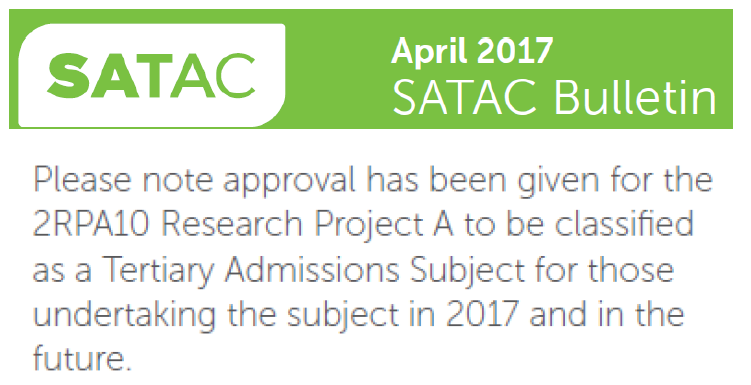 SATAC
April 2017
SATAC Bulletin
Please note approval has been given for the
2RPA10 Research Project A to be classified
as a Tertiary Admissions Subject for those
undertaking the subject in 2017 and in the
future.